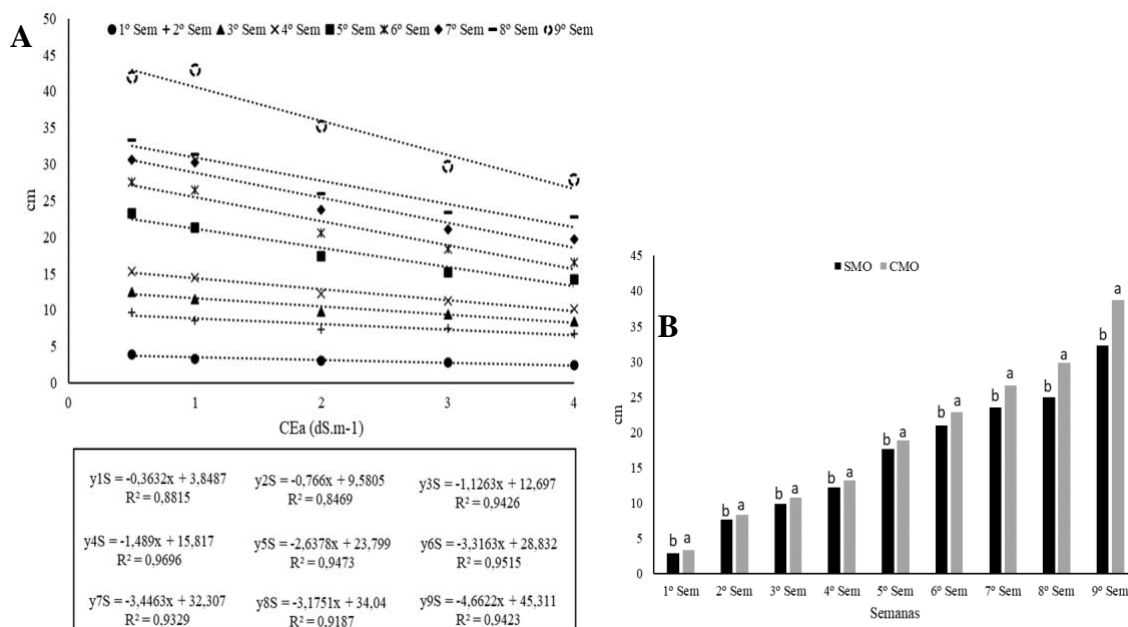 A
1º Sem 2º Sem 3º Sem 4º Sem 5º Sem 6º Sem 7º Sem 8º Sem 9º Sem
50
45
40
35
30
25
20
15
10
5
0
cm
0 1 2 3 4
CEa (dS.m-1)
y1S = -0,3632x + 3,8487 y2S = -0,766x + 9,5805 y3S = -1,1263x + 12,697
R² = 0,8815 R² = 0,8469 R² = 0,9426
y4S = -1,489x + 15,817 y5S = -2,6378x + 23,799 y6S = -3,3163x + 28,832
R² = 0,9696 R² = 0,9473 R² = 0,9515
y7S = -3,4463x + 32,307 y8S = -3,1751x + 34,04 y9S = -4,6622x + 45,311
R² = 0,9329 R² = 0,9187 R² = 0,9423
B
SMO CMO
45
40
35
30
25
20
15
10
5
0
cm
b a b a b a b a b a b a b a b a b a
1º Sem 2º Sem 3º Sem 4º Sem 5º Sem 6º Sem 7º Sem 8º Sem 9º Sem
Semanas